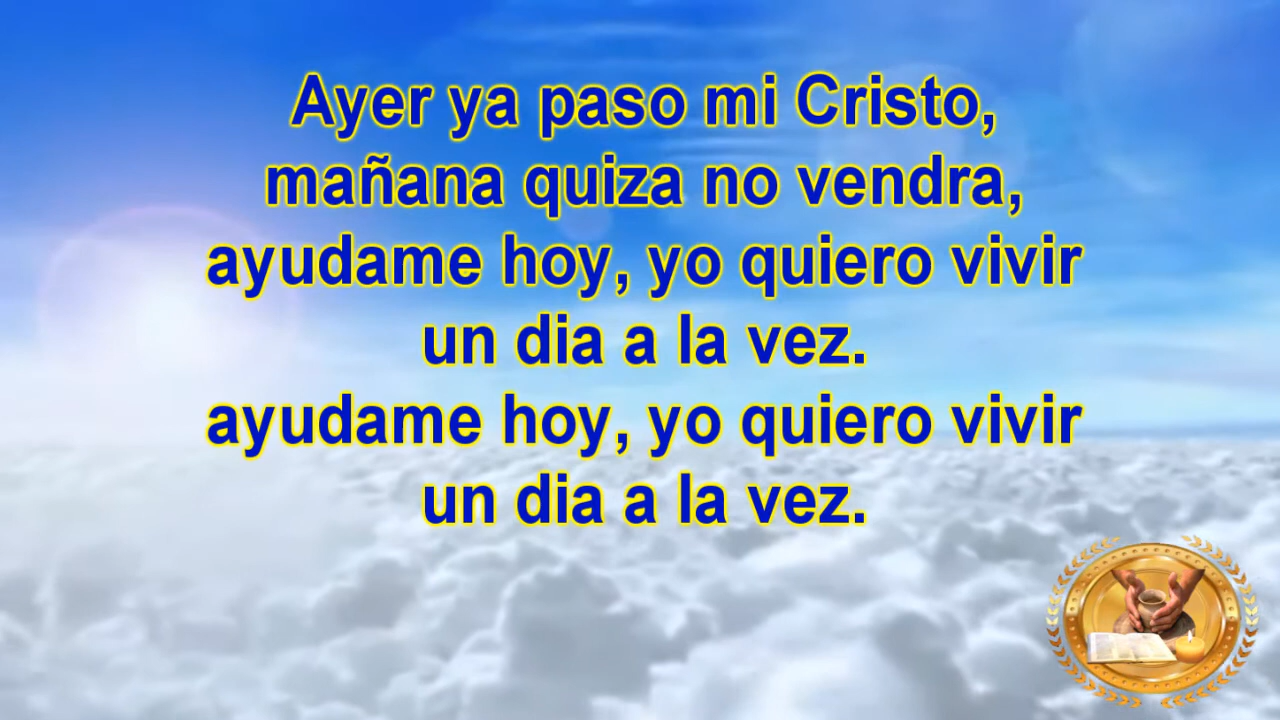 Ayer ya paso mi Cristo,
mañana quiza no vendra,
ayudame hoy, yo quiero vivir
un dia a la vez.
ayudame hoy, yo quiero vivir
un dia a la vez.